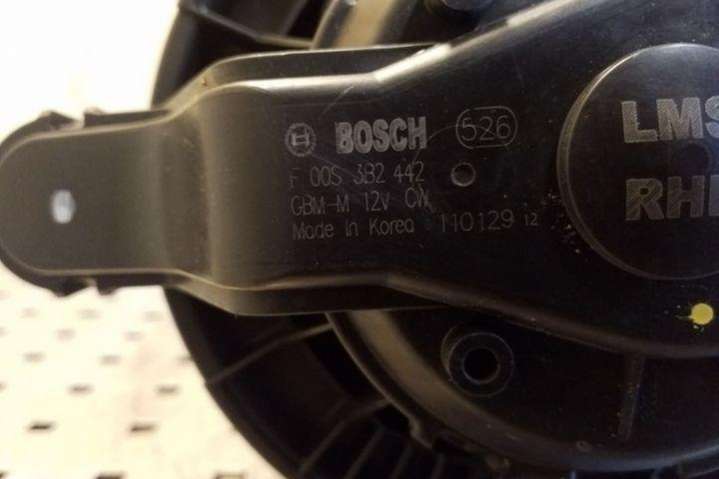 BOSCH 526
F 00S 3B2 442
GBM-M 12v CW
Made in Korea 110129 12
LMS
RH